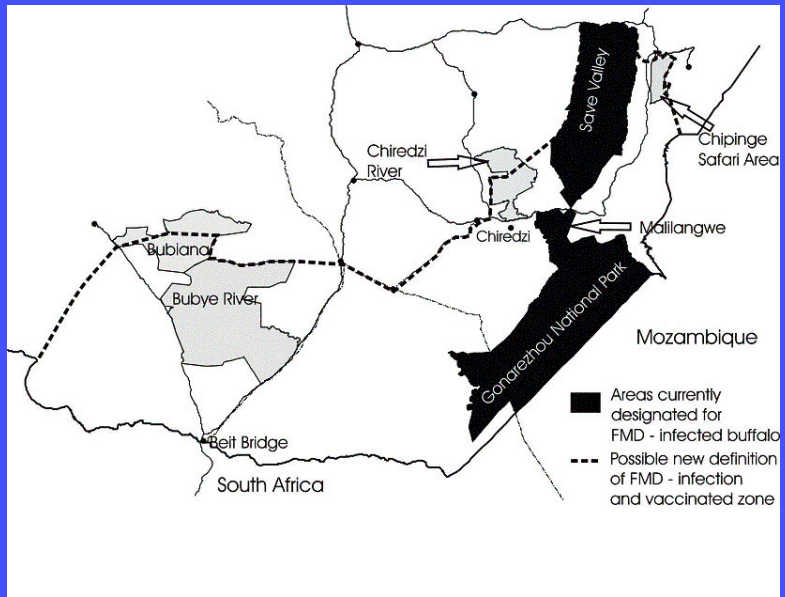 Save Valley
Chiredzi
River
Chipinge
Safari Area
Chiredzi
Malilangwe
Bubiana
Bubye River
Gonarezhou National Park
Mozambique
Areas currently
designated for
FMD - infected buffalo
Possible new definition
of FMD - infection
and vaccinated zone
Beit Bridge
South Africa